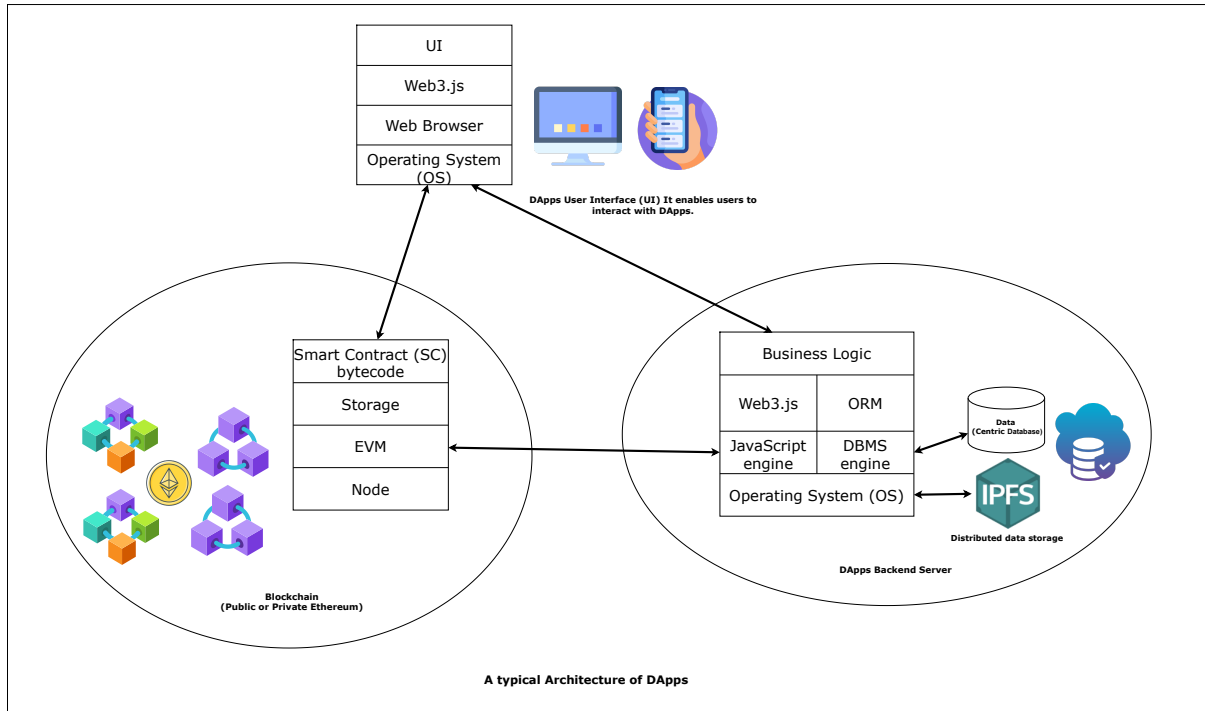 UI
Web3.js
Web Browser
Operating System
(OS)
DApps User Interface (UI) It enables users to
interact with DApps.
Smart Contract (SC)
bytecode
Storage
EVM
Node
Blockchain
(Public or Private Ethereum)
Business Logic
Web3.js
ORM
JavaScript
engine
DBMS
engine
Operating System (OS)
Data
(Centric Database)
IPFS
Distributed data storage
DApps Backend Server
A typical Architecture of DApps